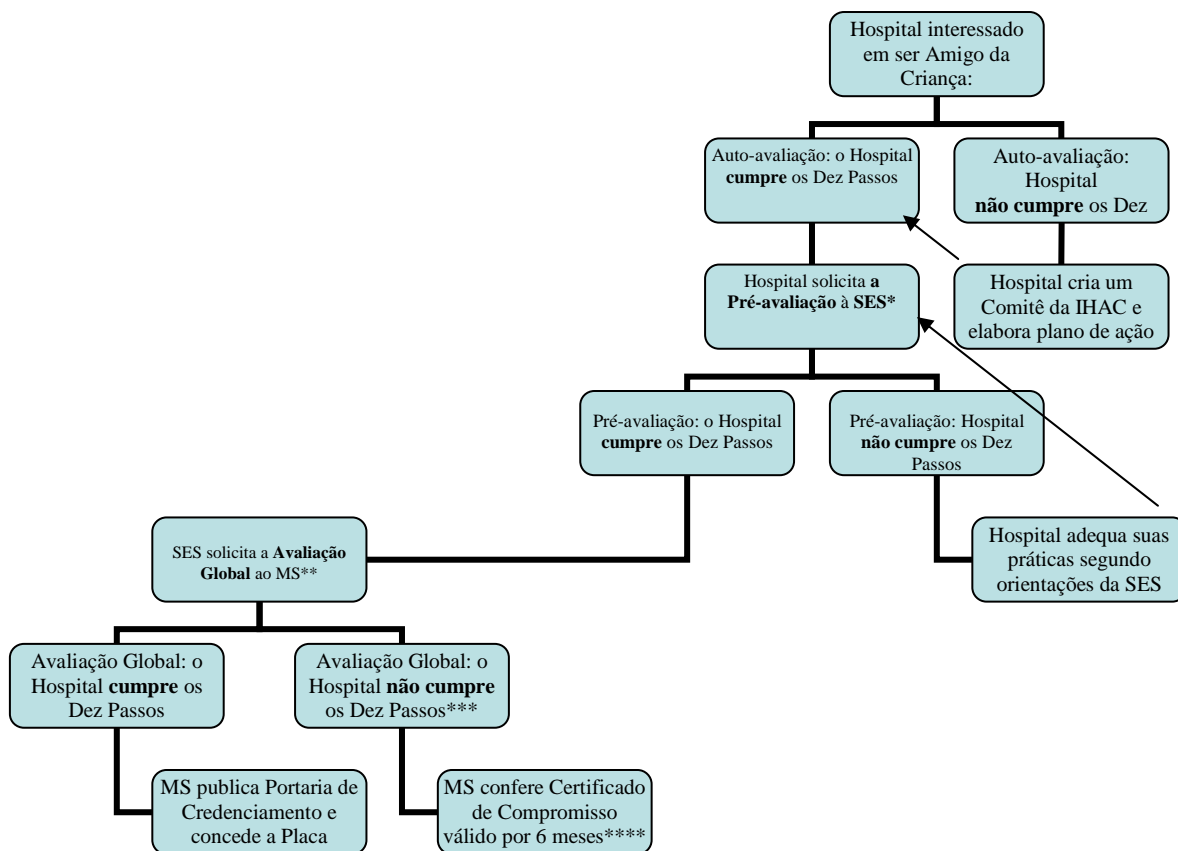 Hospital interessado
em ser Amigo da
Criança:
Auto-avaliação: o Hospital
cumpre os Dez Passos
Auto-avaliação:
Hospital
não cumpre os Dez
Hospital solicita a
Pré-avaliação à SES*
Hospital cria um
Comitê da IHAC e
elabora plano de ação
Pré-avaliação: o Hospital
cumpre os Dez Passos
Pré-avaliação: Hospital
não cumpre os Dez
Passos
SES solicita a Avaliação
Global ao MS**
Hospital adequa suas
práticas segundo
orientações da SES
Avaliação Global: o
Hospital cumpre os
Dez Passos
Avaliação Global: o
Hospital não cumpre
os Dez Passos***
MS publica Portaria de
Credenciamento e
concede a Placa
MS confere Certificado
de Compromisso
válido por 6 meses****